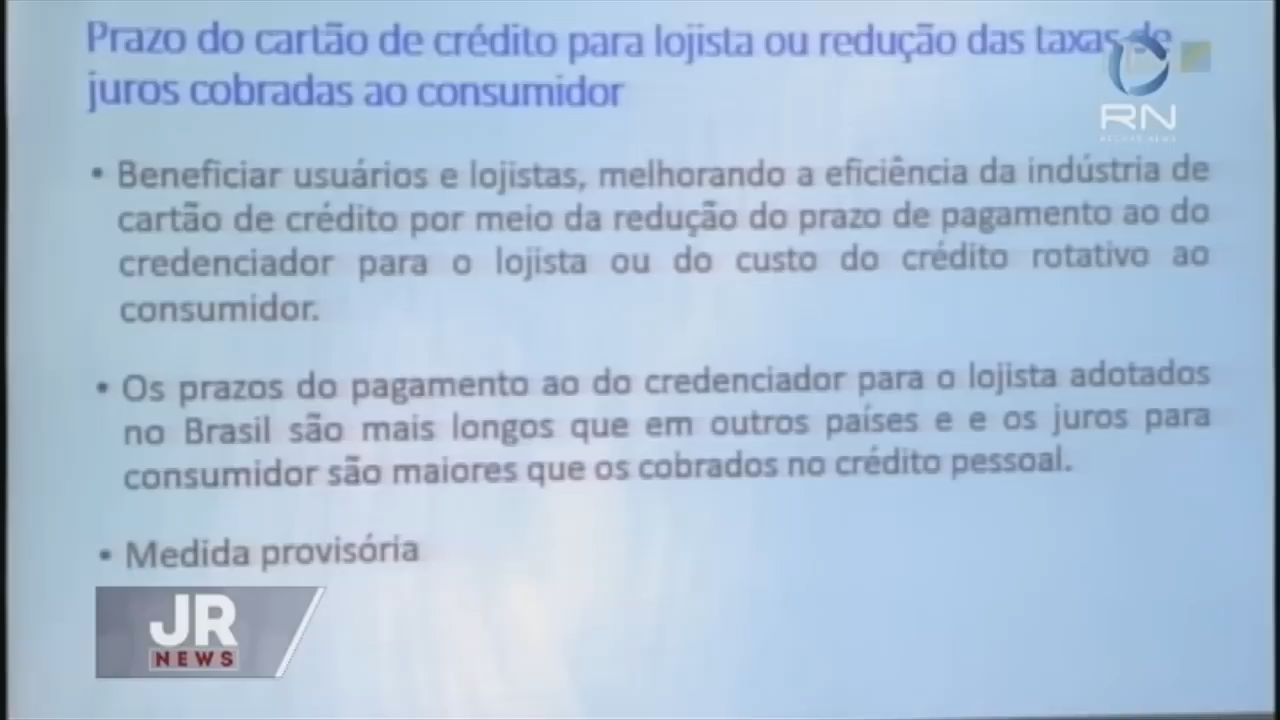 Prazo do cartão de crédito para lojista ou redução das taxas de
juros cobradas ao consumidor
RN
RECORD NEWS
• Beneficiar usuários e lojistas, melhorando a eficiência da indústria de
cartão de crédito por meio da redução do prazo de pagamento ao do
credenciador para o lojista ou do custo do crédito rotativo ao
consumidor.
• Os prazos do pagamento ao do credenciador para o lojista adotados
no Brasil são mais longos que em outros países e e os juros para
consumidor são maiores que os cobrados no crédito pessoal.
• Medida provisória
JR
NEWS